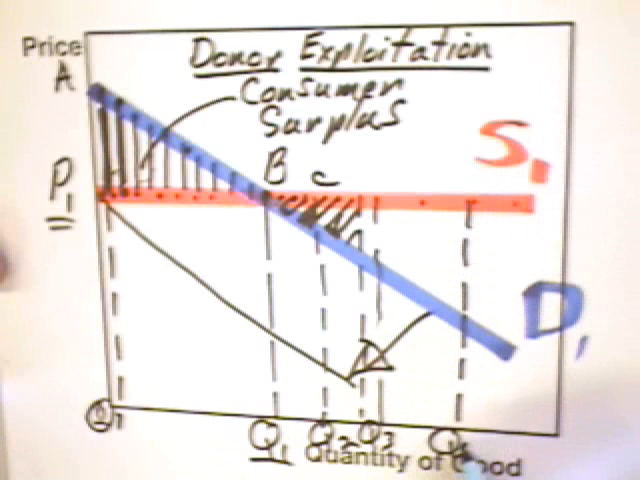 Price
Donor Exploitation
A
Consumer
Surplus
S1
B C
P1
D1
Q1 Q2 Q3
Quantity of Good